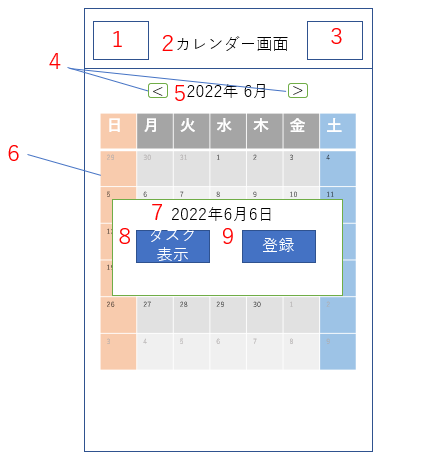 1
2 カレンダー画面
3
4
< 5 2022年 6月 >
6
日 月 火 水 木 金 土
29 30 31 1 2 3 4
5 6 7 8 9 10 11
7 2022年6月6日
8 タスク
表示
9 登録
26 27 28 29 30 1 2
3 4 5 6 7 8 9